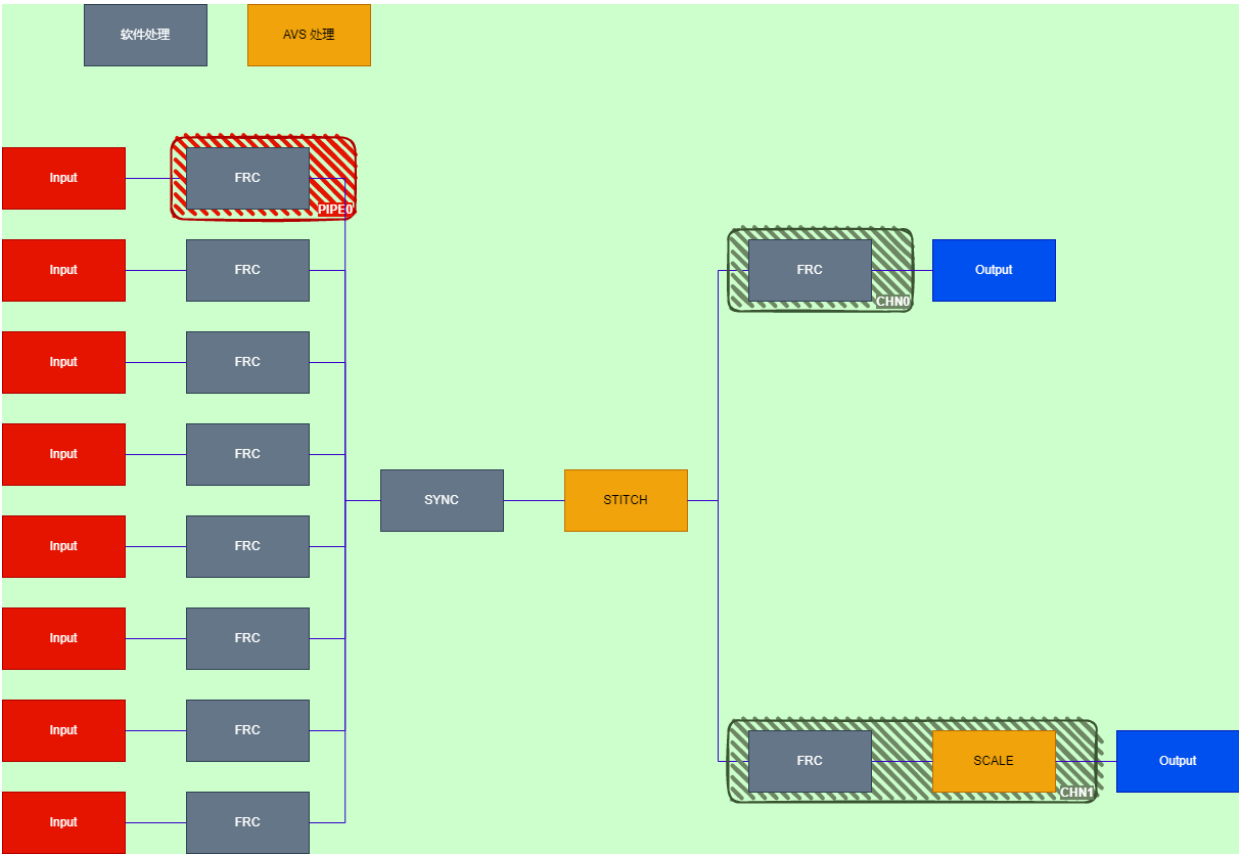 软件处理
AVS 处理
Input
FRC
PIPE0
Input
FRC
FRC
Output
CHN0
Input
FRC
Input
FRC
SYNC
STITCH
Input
FRC
Input
FRC
Input
FRC
FRC
SCALE
Output
CHN1
Input
FRC